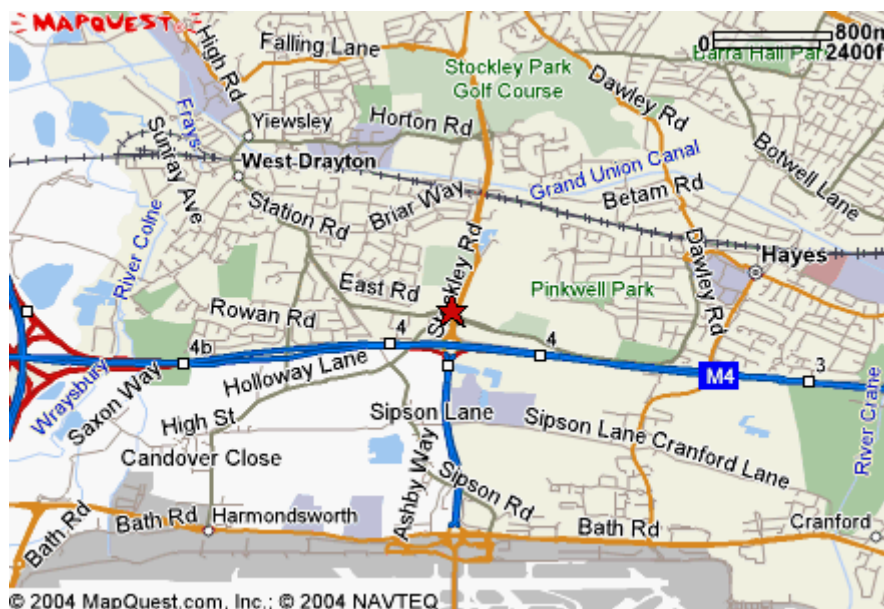 MAPQUEST
High Rd
Falling Lane
0 800m
2400ft
Barra Hall Park
Stockley Park
Golf Course
Dawley Rd
Frays
Yiewsley
Horton Rd
Botwell Lane
Sunray Ave
West Drayton
Grand Union Canal
Betam Rd
Briar Way
Station Rd
River Colne
Stockley Rd
Dawley Rd
Hayes
East Rd
Pinkwell Park
Rowan Rd
4
4
4b
3
M4
Holloway Lane
Saxon Way
Wraysbury
High St
Sipson Lane
Sipson Lane
Cranford Lane
River Crane
Candover Close
Ashby Way
Sipson Rd
Bath Rd
Bath Rd
Harmondsworth
Bath Rd
Cranford
© 2004 MapQuest.com, Inc.; © 2004 NAVTEQ